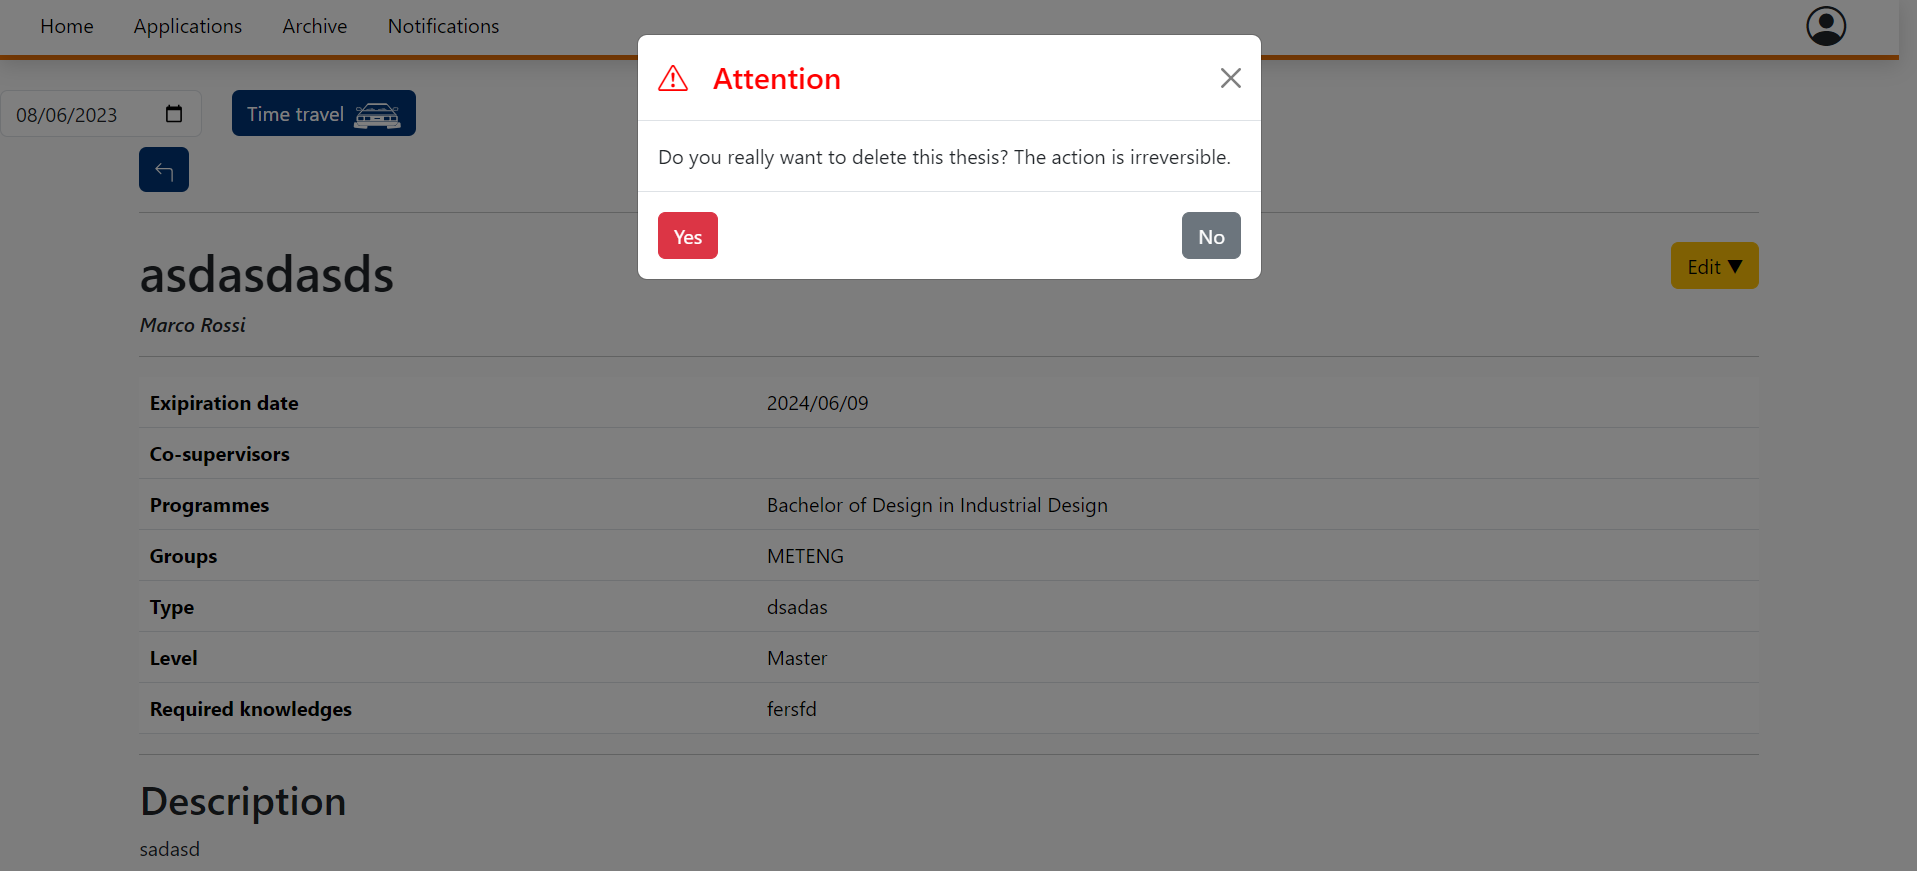 Home Applications Archive Notifications
Attention
08/06/2023 Time travel
Do you really want to delete this thesis? The action is irreversible.
Yes No
asdasdasds
Edit ▼
Marco Rossi
Exipiration date 2024/06/09
Co-supervisors
Programmes Bachelor of Design in Industrial Design
Groups METENG
Type dsadas
Level Master
Required knowledges fersfd
Description
sadasd